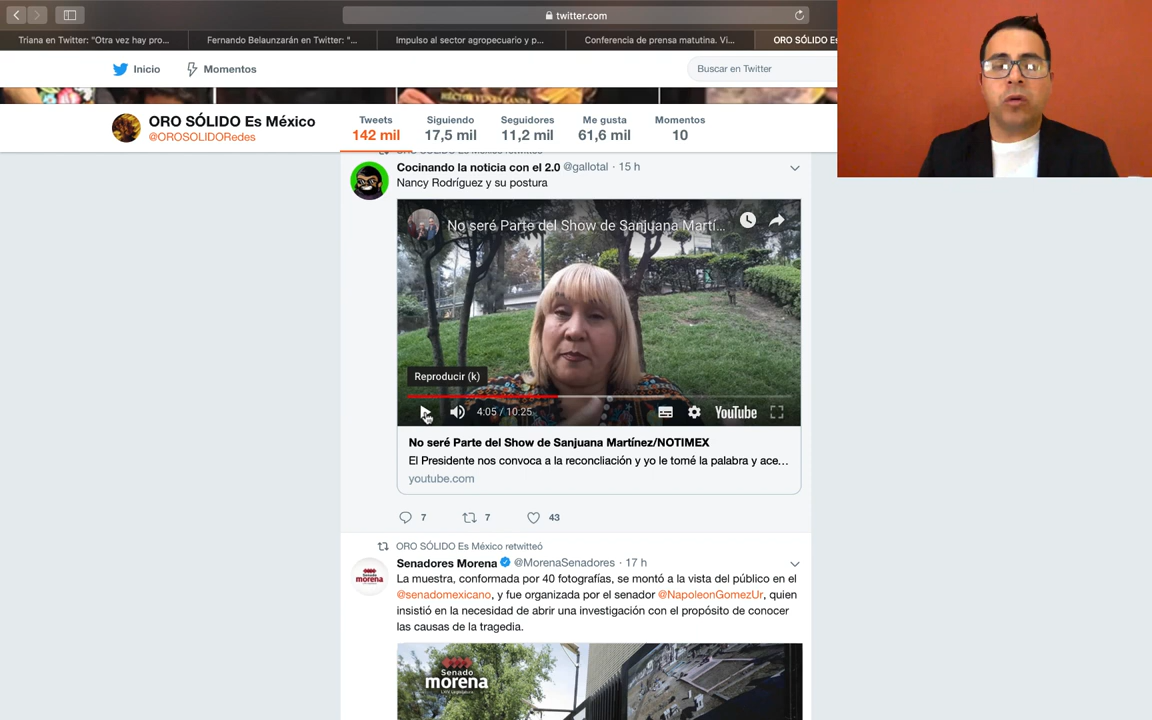 twitter.com
Triana en Twitter: "Otra vez hay pro...
Fernando Belaunzarán en Twitter: "...
Impulso al sector agropecuario y p...
Conferencia de prensa matutina. Vi...
ORO SÓLIDO Es
Inicio
Momentos
Buscar en Twitter
ORO SÓLIDO Es México
@OROSOLIDORedes
Tweets
142 mil
Siguiendo
17,5 mil
Seguidores
11,2 mil
Me gusta
61,6 mil
Momentos
10
ORO SÓLIDO Es México retwitteó
Cocinando la noticia con el 2.0 @gallotal · 15 h
Nancy Rodríguez y su postura
No seré Parte del Show de Sanjuana Martí...
Reproducir (k)
4:05 / 10:25
YouTube
No seré Parte del Show de Sanjuana Martínez/NOTIMEX
El Presidente nos convoca a la reconciliación y yo le tomé la palabra y ace...
youtube.com
7
7
43
ORO SÓLIDO Es México retwitteó
Senadores Morena @MorenaSenadores · 17 h
La muestra, conformada por 40 fotografías, se montó a la vista del público en el
@senadomexicano, y fue organizada por el senador @NapoleonGomezUr, quien
insistió en la necesidad de abrir una investigación con el propósito de conocer
las causas de la tragedia.
Senado
morena